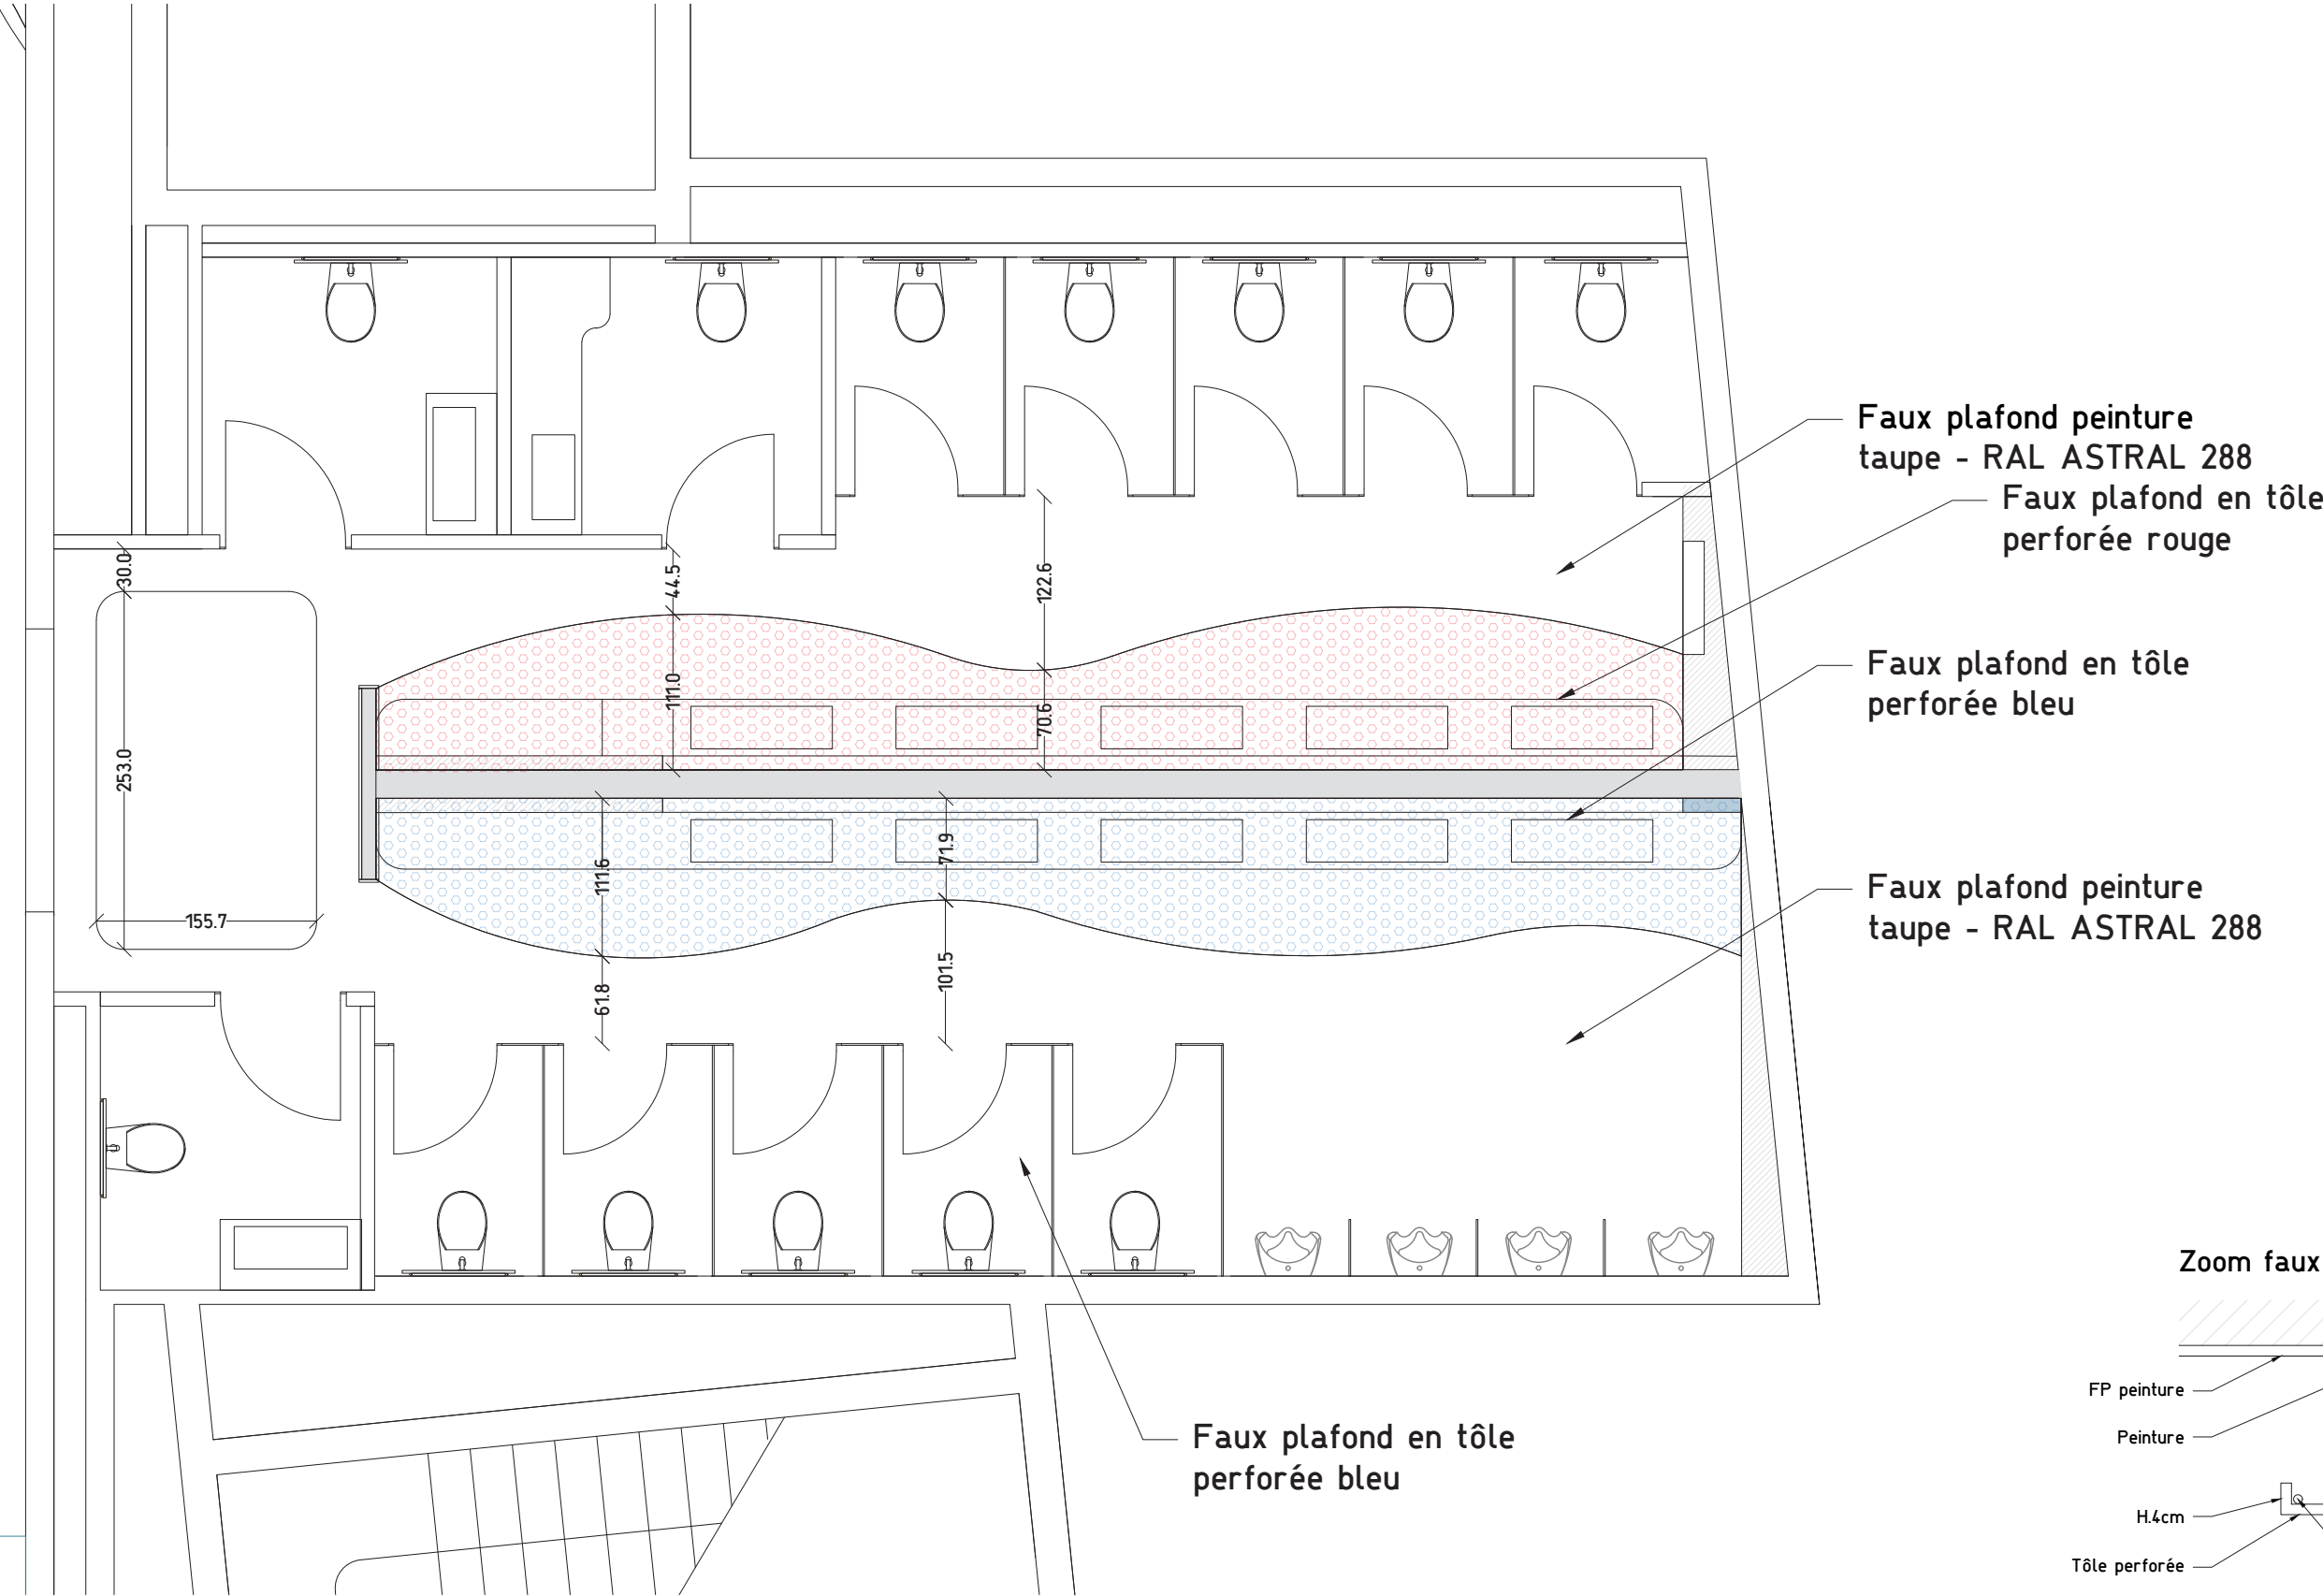 Faux plafond peinture
taupe - RAL ASTRAL 288
Faux plafond en tôle
perforée rouge
30.0
44.5
122.6
Faux plafond en tôle
perforée bleu
111.0
70.6
253.0
71.9
111.6
Faux plafond peinture
taupe - RAL ASTRAL 288
155.7
101.5
61.8
Zoom faux
FP peinture
Peinture
Faux plafond en tôle
perforée bleu
H.4cm
Tôle perforée